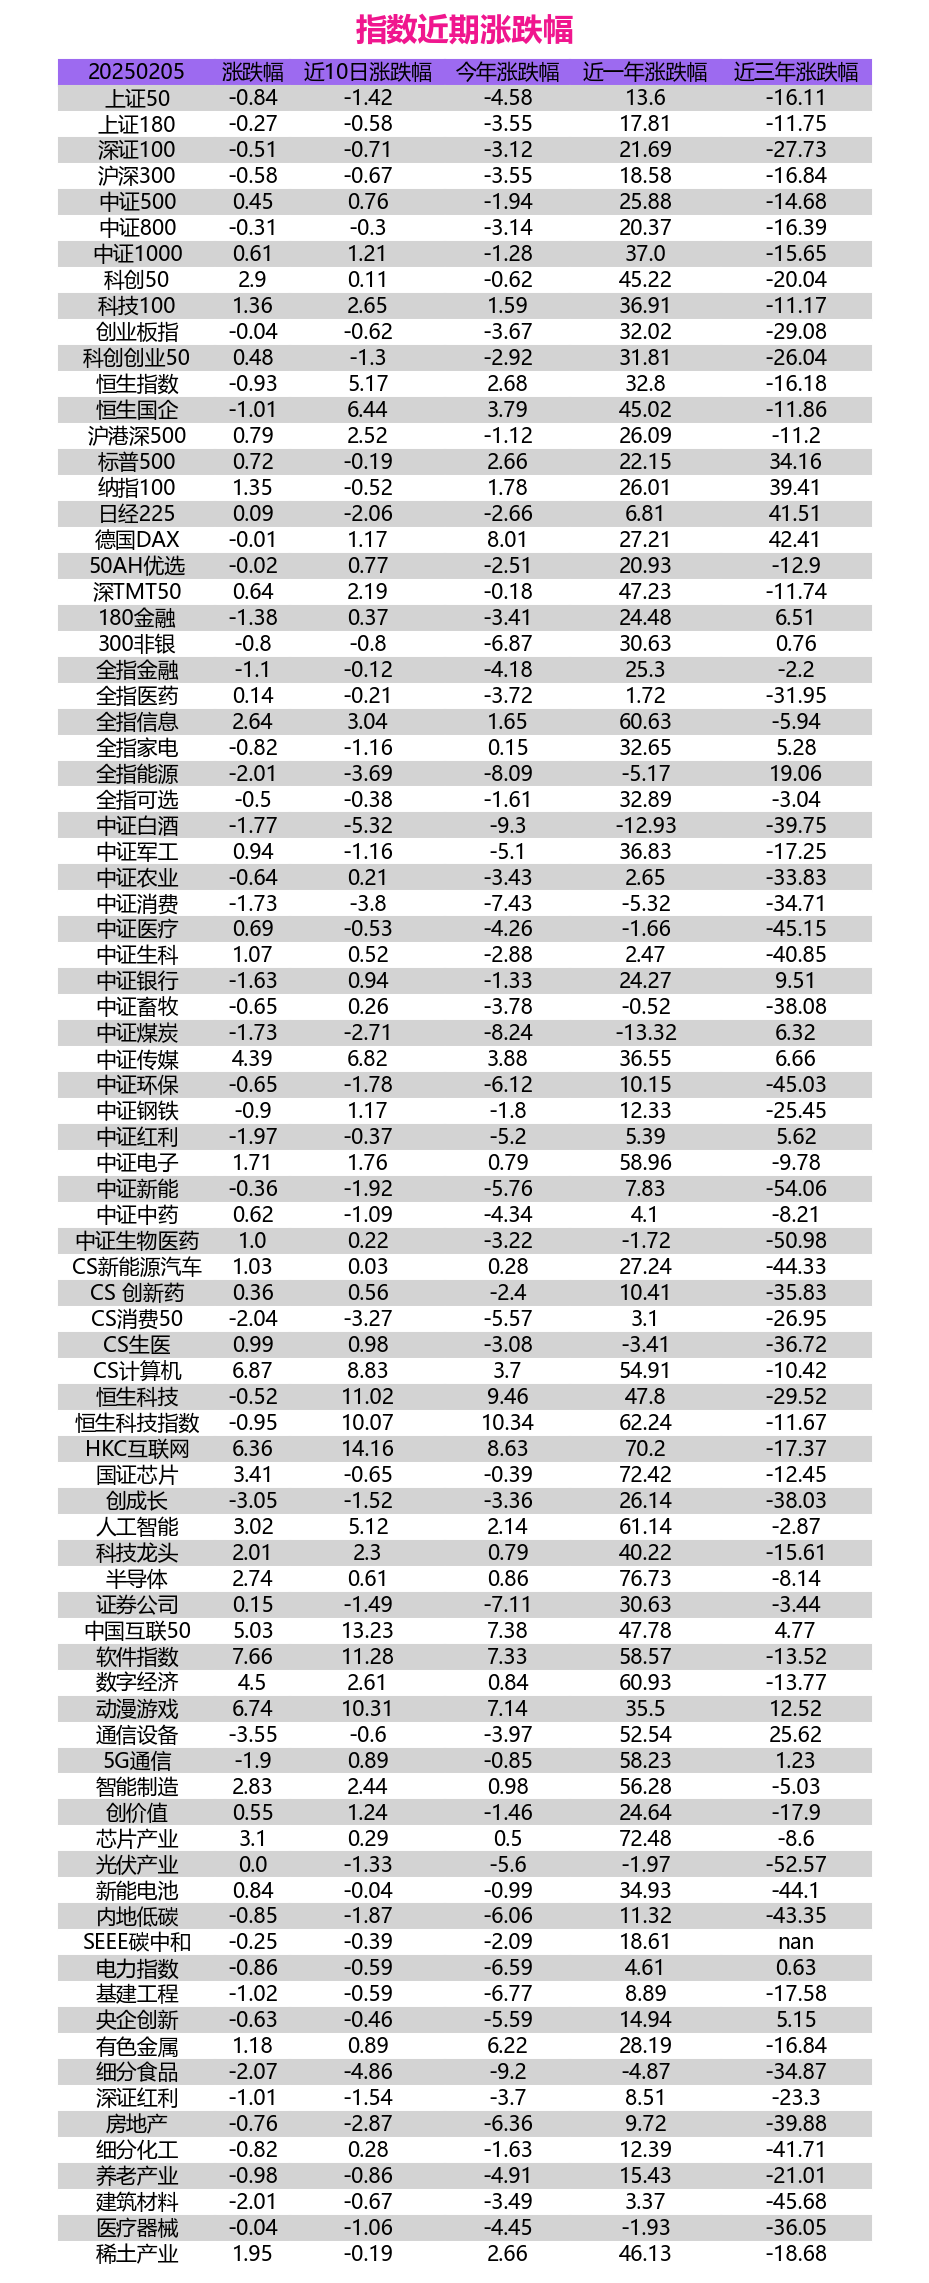 指数近期涨跌幅
20250205 涨跌幅 近10日涨跌幅 今年涨跌幅 近一年涨跌幅 近三年涨跌幅
上证50 -0.84 -1.42 -4.58 13.6 -16.11
上证180 -0.27 -0.58 -3.55 17.81 -11.75
深证100 -0.51 -0.71 -3.12 21.69 -27.73
沪深300 -0.58 -0.67 -3.55 18.58 -16.84
中证500 0.45 0.76 -1.94 25.88 -14.68
中证800 -0.31 -0.3 -3.14 20.37 -16.39
中证1000 0.61 1.21 -1.28 37.0 -15.65
科创50 2.9 0.11 -0.62 45.22 -20.04
科技100 1.36 2.65 1.59 36.91 -11.17
创业板指 -0.04 -0.62 -3.67 32.02 -29.08
科创创业50 0.48 -1.3 -2.92 31.81 -26.04
恒生指数 -0.93 5.17 2.68 32.8 -16.18
恒生国企 -1.01 6.44 3.79 45.02 -11.86
沪港深500 0.79 2.52 -1.12 26.09 -11.2
标普500 0.72 -0.19 2.66 22.15 34.16
纳指100 1.35 -0.52 1.78 26.01 39.41
日经225 0.09 -2.06 -2.66 6.81 41.51
德国DAX -0.01 1.17 8.01 27.21 42.41
50AH优选 -0.02 0.77 -2.51 20.93 -12.9
深TMT50 0.64 2.19 -0.18 47.23 -11.74
180金融 -1.38 0.37 -3.41 24.48 6.51
300非银 -0.8 -0.8 -6.87 30.63 0.76
全指金融 -1.1 -0.12 -4.18 25.3 -2.2
全指医药 0.14 -0.21 -3.72 1.72 -31.95
全指信息 2.64 3.04 1.65 60.63 -5.94
全指家电 -0.82 -1.16 0.15 32.65 5.28
全指能源 -2.01 -3.69 -8.09 -5.17 19.06
全指可选 -0.5 -0.38 -1.61 32.89 -3.04
中证白酒 -1.77 -5.32 -9.3 -12.93 -39.75
中证军工 0.94 -1.16 -5.1 36.83 -17.25
中证农业 -0.64 0.21 -3.43 2.65 -33.83
中证消费 -1.73 -3.8 -7.43 -5.32 -34.71
中证医疗 0.69 -0.53 -4.26 -1.66 -45.15
中证生科 1.07 0.52 -2.88 2.47 -40.85
中证银行 -1.63 0.94 -1.33 24.27 9.51
中证畜牧 -0.65 0.26 -3.78 -0.52 -38.08
中证煤炭 -1.73 -2.71 -8.24 -13.32 6.32
中证传媒 4.39 6.82 3.88 36.55 6.66
中证环保 -0.65 -1.78 -6.12 10.15 -45.03
中证钢铁 -0.9 1.17 -1.8 12.33 -25.45
中证红利 -1.97 -0.37 -5.2 5.39 5.62
中证电子 1.71 1.76 0.79 58.96 -9.78
中证新能 -0.36 -1.92 -5.76 7.83 -54.06
中证中药 0.62 -1.09 -4.34 4.1 -8.21
中证生物医药 1.0 0.22 -3.22 -1.72 -50.98
CS新能源汽车 1.03 0.03 0.28 27.24 -44.33
CS 创新药 0.36 0.56 -2.4 10.41 -35.83
CS消费50 -2.04 -3.27 -5.57 3.1 -26.95
CS生医 0.99 0.98 -3.08 -3.41 -36.72
CS计算机 6.87 8.83 3.7 54.91 -10.42
恒生科技 -0.52 11.02 9.46 47.8 -29.52
恒生科技指数 -0.95 10.07 10.34 62.24 -11.67
HKC互联网 6.36 14.16 8.63 70.2 -17.37
国证芯片 3.41 -0.65 -0.39 72.42 -12.45
创成长 -3.05 -1.52 -3.36 26.14 -38.03
人工智能 3.02 5.12 2.14 61.14 -2.87
科技龙头 2.01 2.3 0.79 40.22 -15.61
半导体 2.74 0.61 0.86 76.73 -8.14
证券公司 0.15 -1.49 -7.11 30.63 -3.44
中国互联50 5.03 13.23 7.38 47.78 4.77
软件指数 7.66 11.28 7.33 58.57 -13.52
数字经济 4.5 2.61 0.84 60.93 -13.77
动漫游戏 6.74 10.31 7.14 35.5 12.52
通信设备 -3.55 -0.6 -3.97 52.54 25.62
5G通信 -1.9 0.89 -0.85 58.23 1.23
智能制造 2.83 2.44 0.98 56.28 -5.03
创价值 0.55 1.24 -1.46 24.64 -17.9
芯片产业 3.1 0.29 0.5 72.48 -8.6
光伏产业 0.0 -1.33 -5.6 -1.97 -52.57
新能电池 0.84 -0.04 -0.99 34.93 -44.1
内地低碳 -0.85 -1.87 -6.06 11.32 -43.35
SEEE碳中和 -0.25 -0.39 -2.09 18.61 nan
电力指数 -0.86 -0.59 -6.59 4.61 0.63
基建工程 -1.02 -0.59 -6.77 8.89 -17.58
央企创新 -0.63 -0.46 -5.59 14.94 5.15
有色金属 1.18 0.89 6.22 28.19 -16.84
细分食品 -2.07 -4.86 -9.2 -4.87 -34.87
深证红利 -1.01 -1.54 -3.7 8.51 -23.3
房地产 -0.76 -2.87 -6.36 9.72 -39.88
细分化工 -0.82 0.28 -1.63 12.39 -41.71
养老产业 -0.98 -0.86 -4.91 15.43 -21.01
建筑材料 -2.01 -0.67 -3.49 3.37 -45.68
医疗器械 -0.04 -1.06 -4.45 -1.93 -36.05
稀土产业 1.95 -0.19 2.66 46.13 -18.68